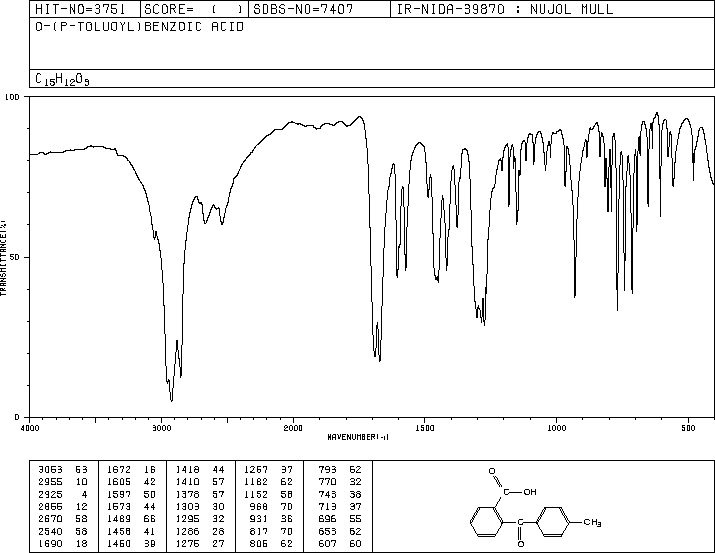 HIT-NO=3751 SCORE= ( ) SDBS-NO=7407 IR-NIDA-39870 : NUJOL MULL
O-(P-TOLUOYL)BENZOIC ACID
C15H12O3
100
TRANSMITTANCE(%)
50
0
4000 3000 2000 1500 1000 500
WAVENUMBER(-1)
3063 63 1672 16 1418 44 1267 37 793 62
2955 10 1605 42 1410 57 1182 62 770 32
2925 4 1597 50 1378 57 1152 58 746 38
2855 12 1573 44 1303 30 968 70 713 37
2670 58 1489 66 1295 32 931 36 696 55
2540 58 1458 41 1286 28 817 70 653 62
1690 18 1450 39 1275 27 806 62 607 60
O
C
OH
C
O
CH3